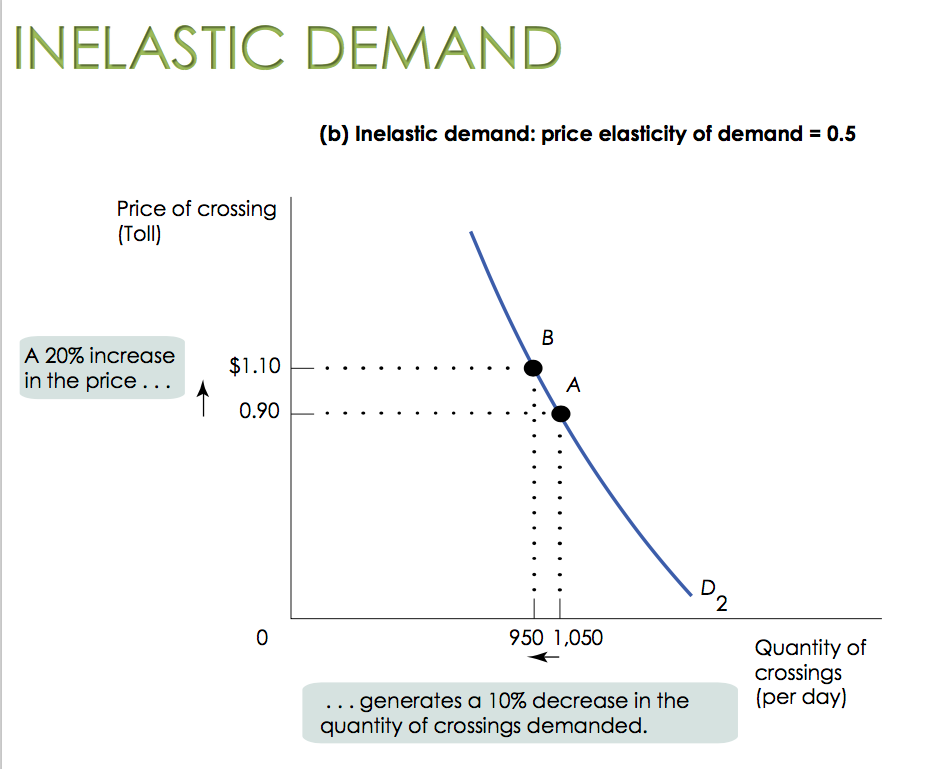 INELASTIC DEMAND
(b) Inelastic demand: price elasticity of demand = 0.5
Price of crossing
(Toll)
B
A 20% increase
in the price . . .
$1.10
A
0.90
D2
0
950 1,050
Quantity of
crossings
(per day)
. . . generates a 10% decrease in the
quantity of crossings demanded.